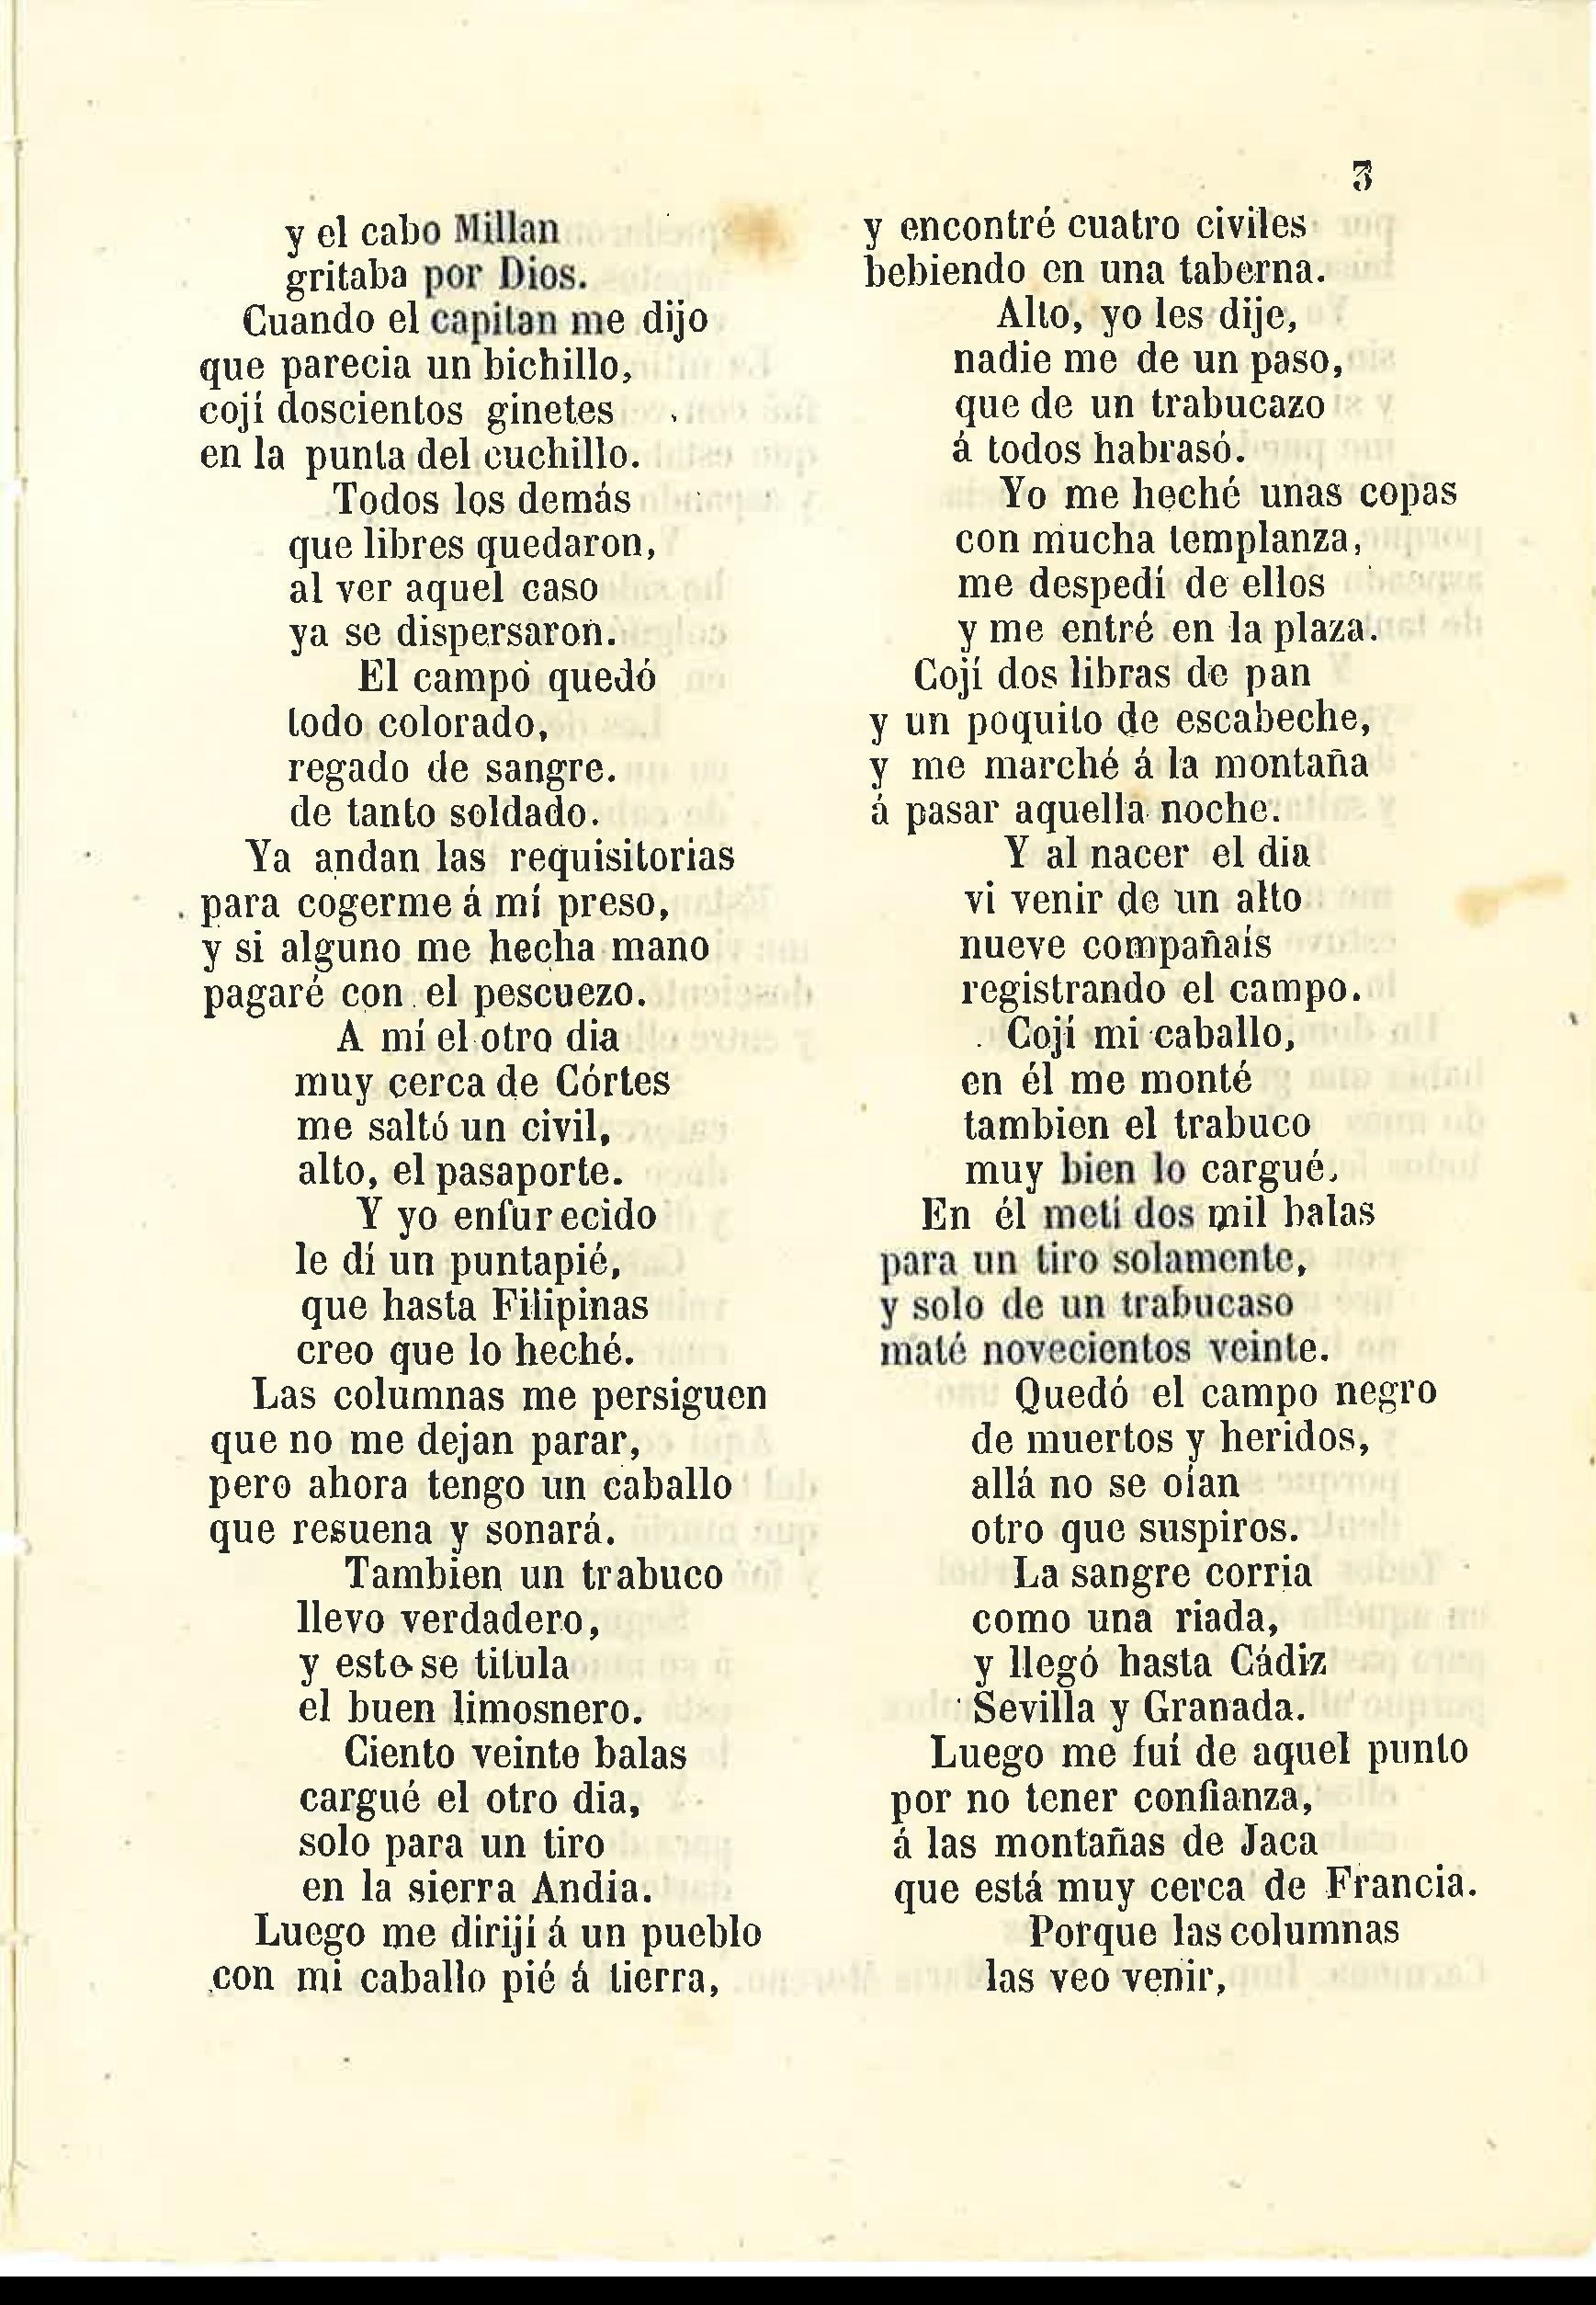 3
y el cabo Millan
gritaba por Dios.
Cuando el capitan me dijo
que parecia un bichillo,
cojí doscientos ginetes
en la punta del cuchillo.
Todos los demás
que libres quedaron,
al ver aquel caso
ya se dispersaron.
El campo quedó
todo colorado,
regado de sangre.
de tanto soldado.
Ya andan las requisitorias
para cogerme á mí preso,
y si alguno me hecha mano
pagaré con el pescuezo.
A mí el otro dia
muy cerca de Córtes
me saltó un civil,
alto, el pasaporte.
Y yo enfurecido
le dí un puntapié,
que hasta Filipinas
creo que lo heché.
Las columnas me persiguen
que no me dejan parar,
pero ahora tengo un caballo
que resuena y sonará.
Tambien un trabuco
llevo verdadero,
y este se titula
el buen limosnero.
Ciento veinte balas
cargué el otro dia,
solo para un tiro
en la sierra Andia.
Luego me dirijí á un pueblo
con mi caballo pié á tierra,
y encontré cuatro civiles
bebiendo en una taberna.
Alto, yo les dije,
nadie me de un paso,
que de un trabucazo
á todos habrasó.
Yo me heché unas copas
con mucha templanza,
me despedí de ellos
y me entré en la plaza.
Cojí dos libras de pan
y un poquito de escabeche,
y me marché á la montaña
á pasar aquella noche.
Y al nacer el dia
vi venir de un alto
nueve compañais
registrando el campo.
Cojí mi caballo,
en él me monté
tambien el trabuco
muy bien lo cargué.
En él metí dos mil balas
para un tiro solamente,
y solo de un trabucaso
maté novecientos veinte.
Quedó el campo negro
de muertos y heridos,
allá no se oían
otro que suspiros.
La sangre corria
como una riada,
y llegó hasta Cádiz
Sevilla y Granada.
Luego me fuí de aquel punto
por no tener confianza,
á las montañas de Jaca
que está muy cerca de Francia.
Porque las columnas
las veo venir,